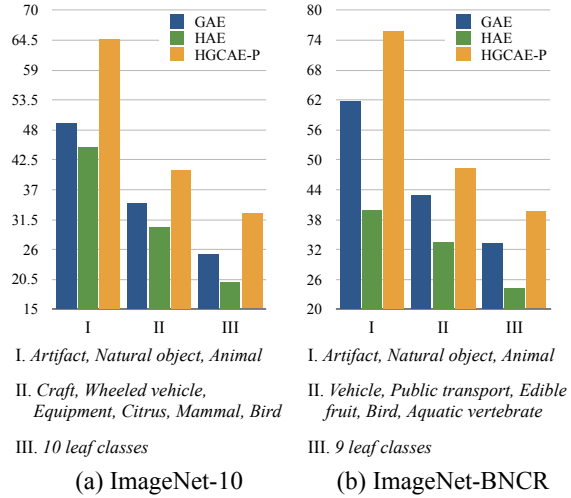 70
64.5
59
53.5
48
42.5
37
31.5
26
20.5
15
GAE
HAE
HGCAE-P
I II III
I. Artifact, Natural object, Animal
II. Craft, Wheeled vehicle,
Equipment, Citrus, Mammal, Bird
III. 10 leaf classes
(a) ImageNet-10
80
74
68
62
56
50
44
38
32
26
20
GAE
HAE
HGCAE-P
I II III
I. Artifact, Natural object, Animal
II. Vehicle, Public transport, Edible
fruit, Bird, Aquatic vertebrate
III. 9 leaf classes
(b) ImageNet-BNCR